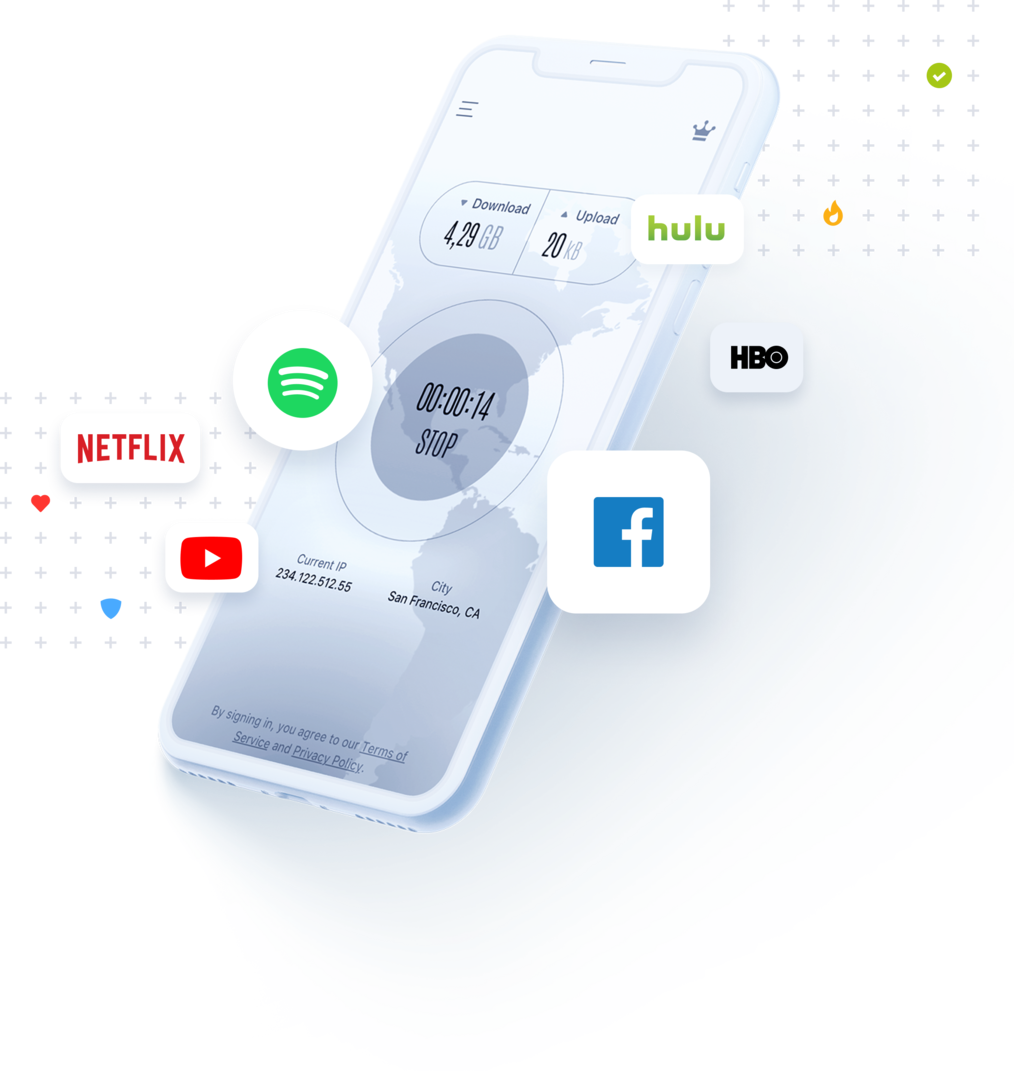 Download
4,29 GB
Upload
20 KB
hulu
HBO
00:00:14
STOP
NETFLIX
Current IP
234.122.512.55
City
San Francisco, CA
By signing in, you agree to our Terms of
Service and Privacy Policy.